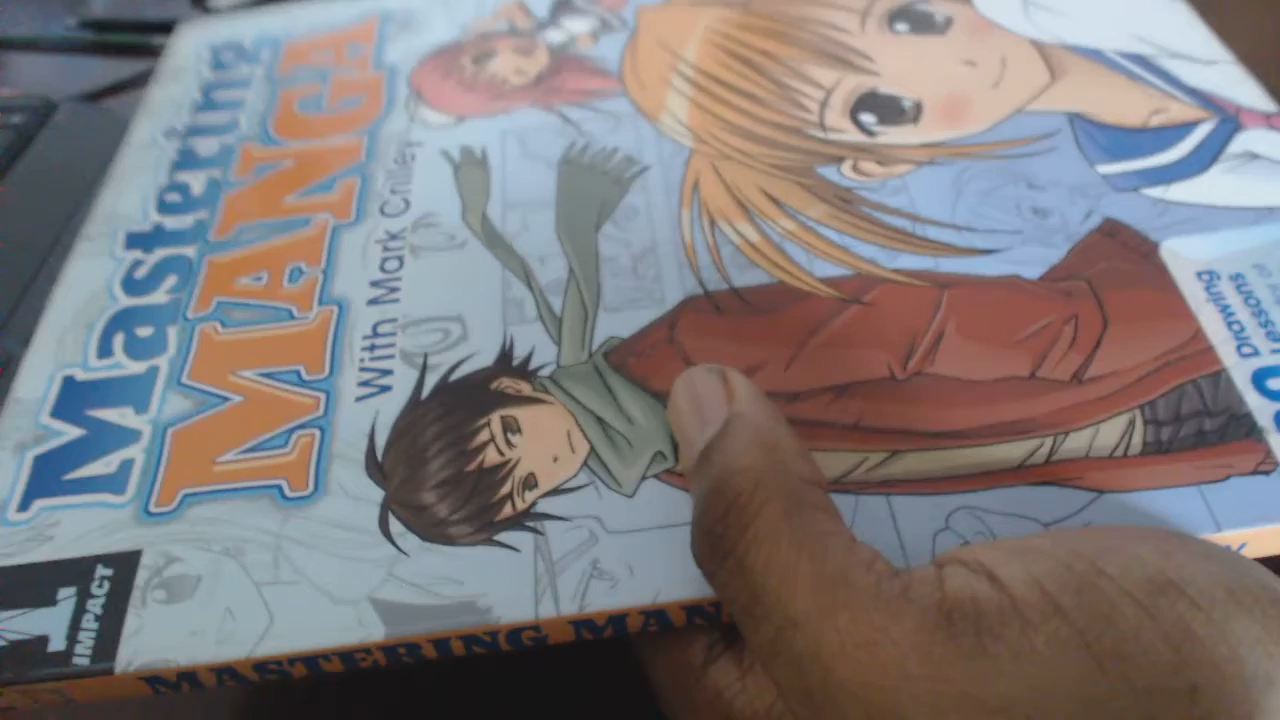 Mastering
MANGA
With Mark Crilley
Drawing
Lessons
IMPACT
MASTERING MAN